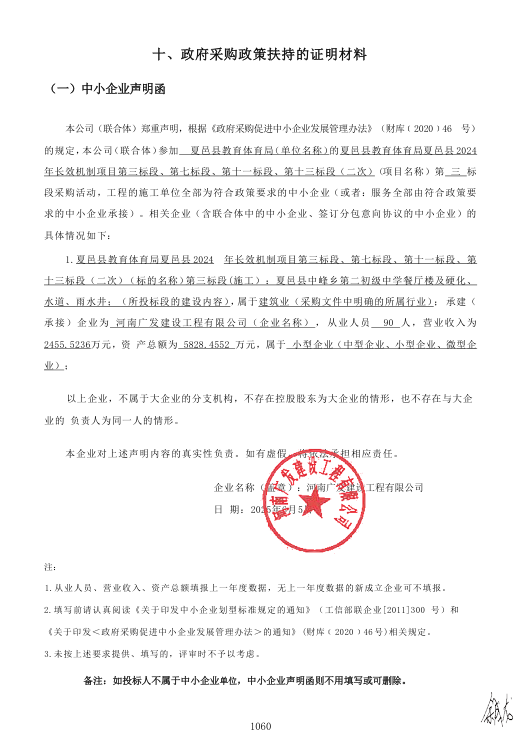 十、政府采购政策扶持的证明材料
（一）中小企业声明函
本公司（联合体）郑重声明，根据《政府采购促进中小企业发展管理办法》（财库﹝2020﹞46 号）
的规定，本公司（联合体）参加 夏邑县教育体育局(单位名称)的夏邑县教育体育局夏邑县 2024
年长效机制项目第三标段、第七标段、第十一标段、第十三标段（二次）(项目名称）第 三 标
段采购活动，工程的施工单位全部为符合政策要求的中小企业（或者：服务全部由符合政策要
求的中小企业承接）。相关企业（含联合体中的中小企业、签订分包意向协议的中小企业）的
具体情况如下：
1.夏邑县教育体育局夏邑县 2024 年长效机制项目第三标段、第七标段、第十一标段、第
十三标段（二次）（标的名称）第三标段(施工）；夏邑县中峰乡第二初级中学餐厅楼及硬化、
水道、雨水井；（所投标段的建设内容），属于建筑业（采购文件中明确的所属行业）；承建（
承接）企业为 河南广发建设工程有限公司（企业名称），从业人员 90 人，营业收入为
2455.5236万元，资 产总额为 5828.4552 万元，属于 小型企业（中型企业、小型企业、微型企
业）；
以上企业，不属于大企业的分支机构，不存在控股股东为大企业的情形，也不存在与大企
业的 负责人为同一人的情形。
本企业对上述声明内容的真实性负责。如有虚假，将依法承担相应责任。
企业名称（盖章）：河南广发建设工程有限公司
日 期：2025年6月5日
河南广发建设工程有限公司
注：
1.从业人员、营业收入、资产总额填报上一年度数据，无上一年度数据的新成立企业可不填报。
2.填写前请认真阅读《关于印发中小企业划型标准规定的通知》（工信部联企业[2011]300 号）和
《关于印发＜政府采购促进中小企业发展管理办法＞的通知》(财库﹝2020﹞46号)相关规定。
3.未按上述要求提供、填写的，评审时不予以考虑。
备注：如投标人不属于中小企业单位，中小企业声明函则不用填写或可删除。
1060